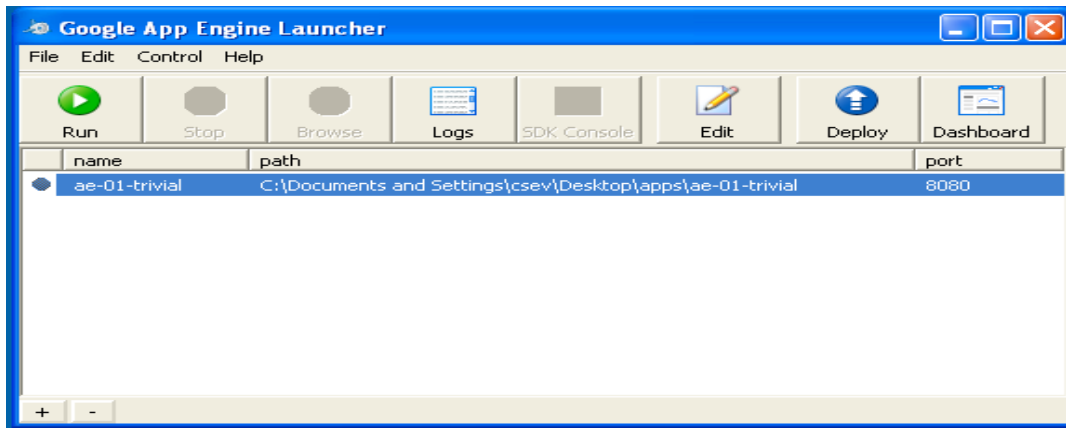 Google App Engine Launcher
File Edit Control Help
Run Stop Browse Logs SDK Console Edit Deploy Dashboard
name path port
ae-01-trivial C:\Documents and Settings\csev\Desktop\apps\ae-01-trivial 8080
+ -